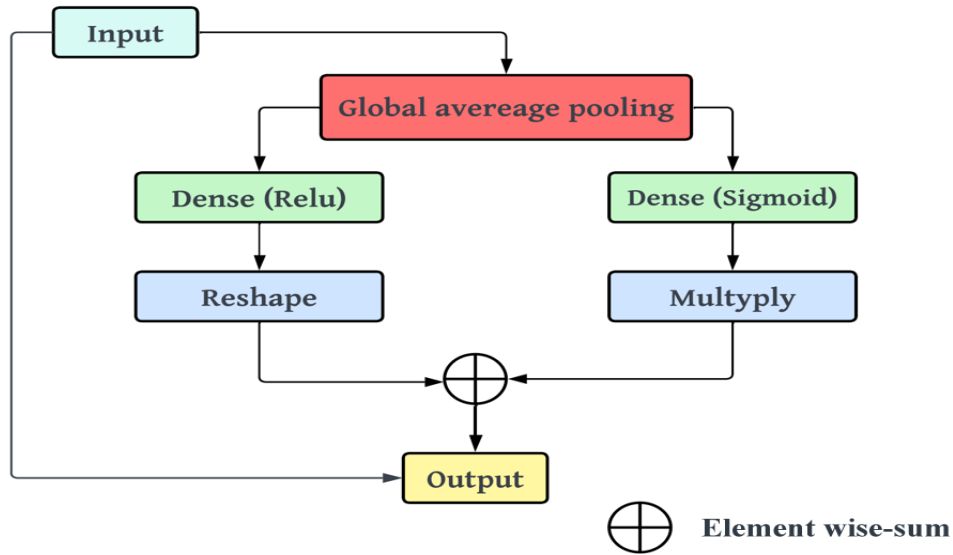 Input
Global avereage pooling
Dense (Relu)
Dense (Sigmoid)
Reshape
Multyply
Output
Element wise-sum